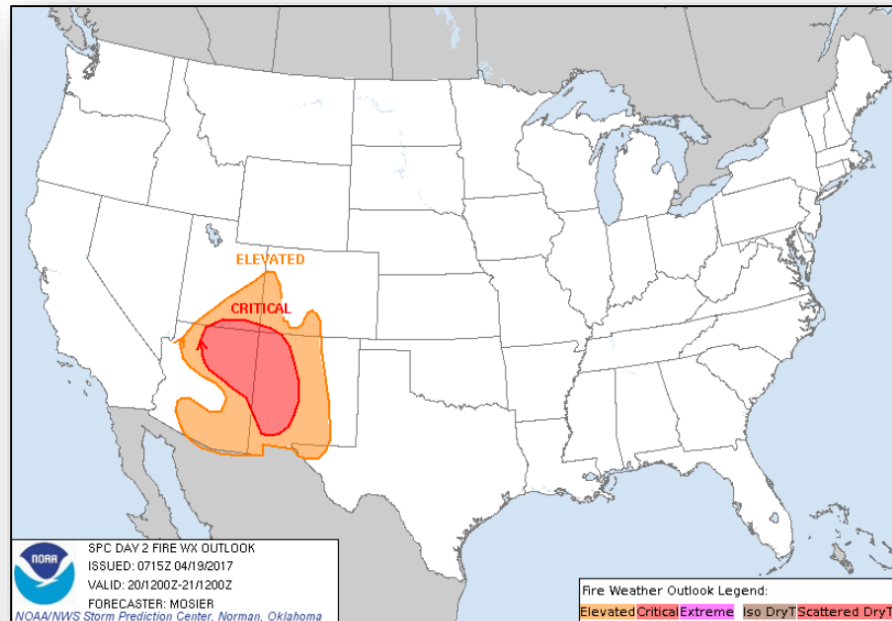 ELEVATED
CRITICAL
NOAA
SPC DAY 2 FIRE WX OUTLOOK
ISSUED: 0715Z 04/19/2017
VALID: 20/1200Z-21/1200Z
FORECASTER: MOSIER
NOAA/NWS Storm Prediction Center, Norman, Oklahoma
Fire Weather Outlook Legend:
Elevated Critical Extreme Iso DryT Scattered DryT